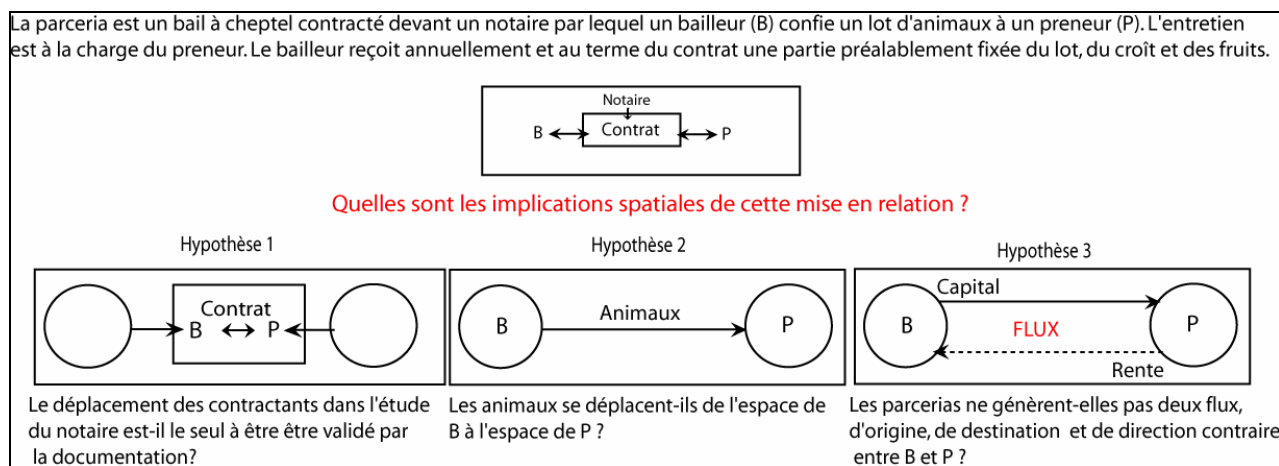 La parceria est un bail à cheptel contracté devant un notaire par lequel un bailleur (B) confie un lot d'animaux à un preneur (P). L'entretien
est à la charge du preneur. Le bailleur reçoit annuellement et au terme du contrat une partie préalablement fixée du lot, du croît et des fruits.
Notaire
B Contrat P
Quelles sont les implications spatiales de cette mise en relation ?
Hypothèse 1
Contrat
B P
Le déplacement des contractants dans l'étude
du notaire est-il le seul à être être validé par
la documentation?
Hypothèse 2
B Animaux P
Les animaux se déplacent-ils de l'espace de
B à l'espace de P ?
Hypothèse 3
Capital
B FLUX P
Rente
Les parcerias ne génèrent-elles pas deux flux,
d'origine, de destination et de direction contraire
entre B et P ?